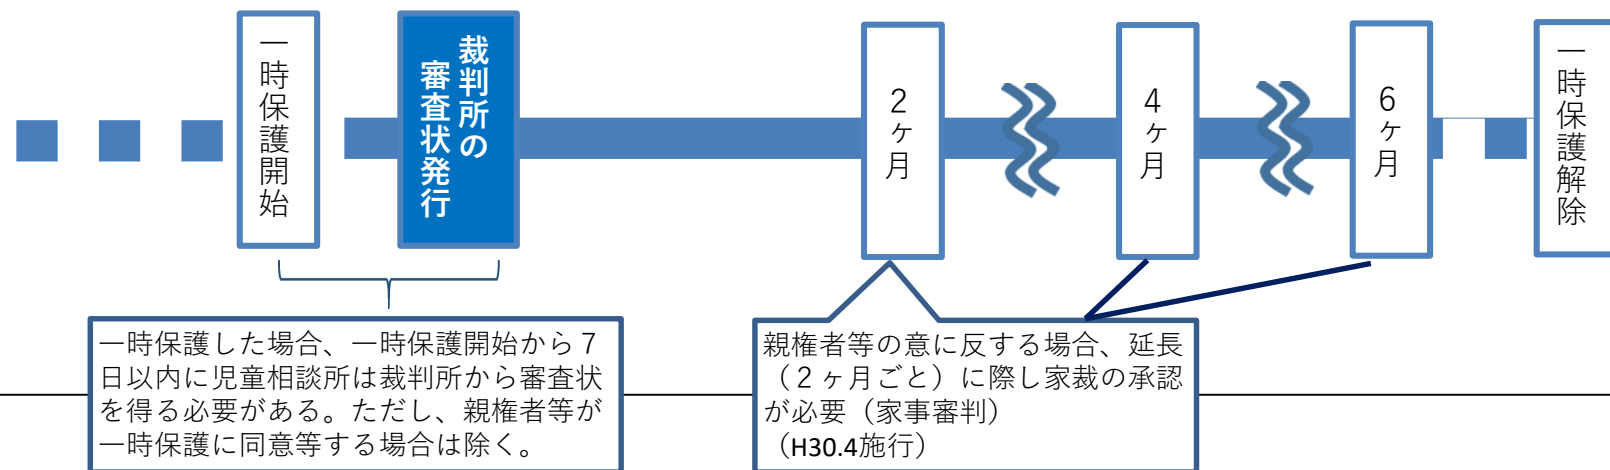 一時保護開始
裁判所の
審査状発行
2ヶ月
4ヶ月
6ヶ月
一時保護解除
一時保護した場合、一時保護開始から７
日以内に児童相談所は裁判所から審査状
を得る必要がある。ただし、親権者等が
一時保護に同意等する場合は除く。
親権者等の意に反する場合、延長
（２ヶ月ごと）に際し家裁の承認
が必要（家事審判）
（H30.4施行）